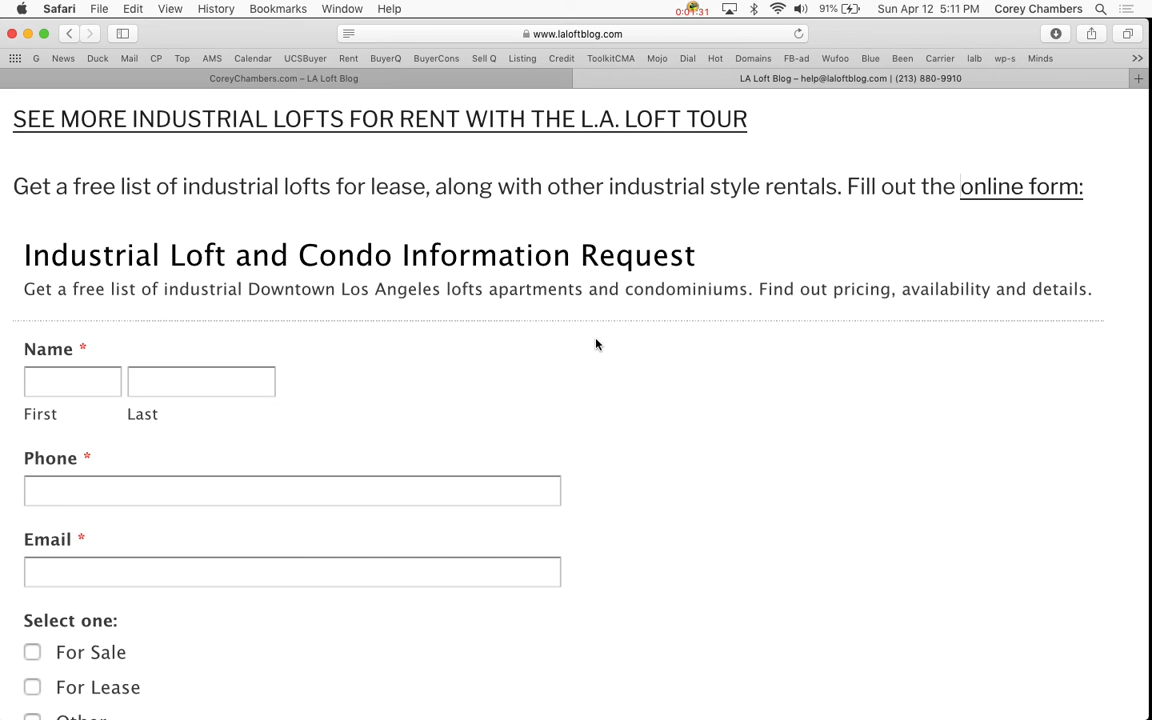 Safari File Edit View History Bookmarks Window Help 0:01:31 91% Sun Apr 12 5:11 PM Corey Chambers
www.laloftblog.com
G News Duck Mail CP Top AMS Calendar UCSBuyer Rent BuyerQ BuyerCons Sell Q Listing Credit ToolkitCMA Mojo Dial Hot Domains FB-ad Wufoo Blue Been Carrier lalb wp-s Minds
CoreyChambers.com – LA Loft Blog LA Loft Blog – help@laloftblog.com | (213) 880-9910
SEE MORE INDUSTRIAL LOFTS FOR RENT WITH THE L.A. LOFT TOUR
Get a free list of industrial lofts for lease, along with other industrial style rentals. Fill out the online form:
Industrial Loft and Condo Information Request
Get a free list of industrial Downtown Los Angeles lofts apartments and condominiums. Find out pricing, availability and details.
Name *
First Last
Phone *
Email *
Select one:
For Sale
For Lease
Other